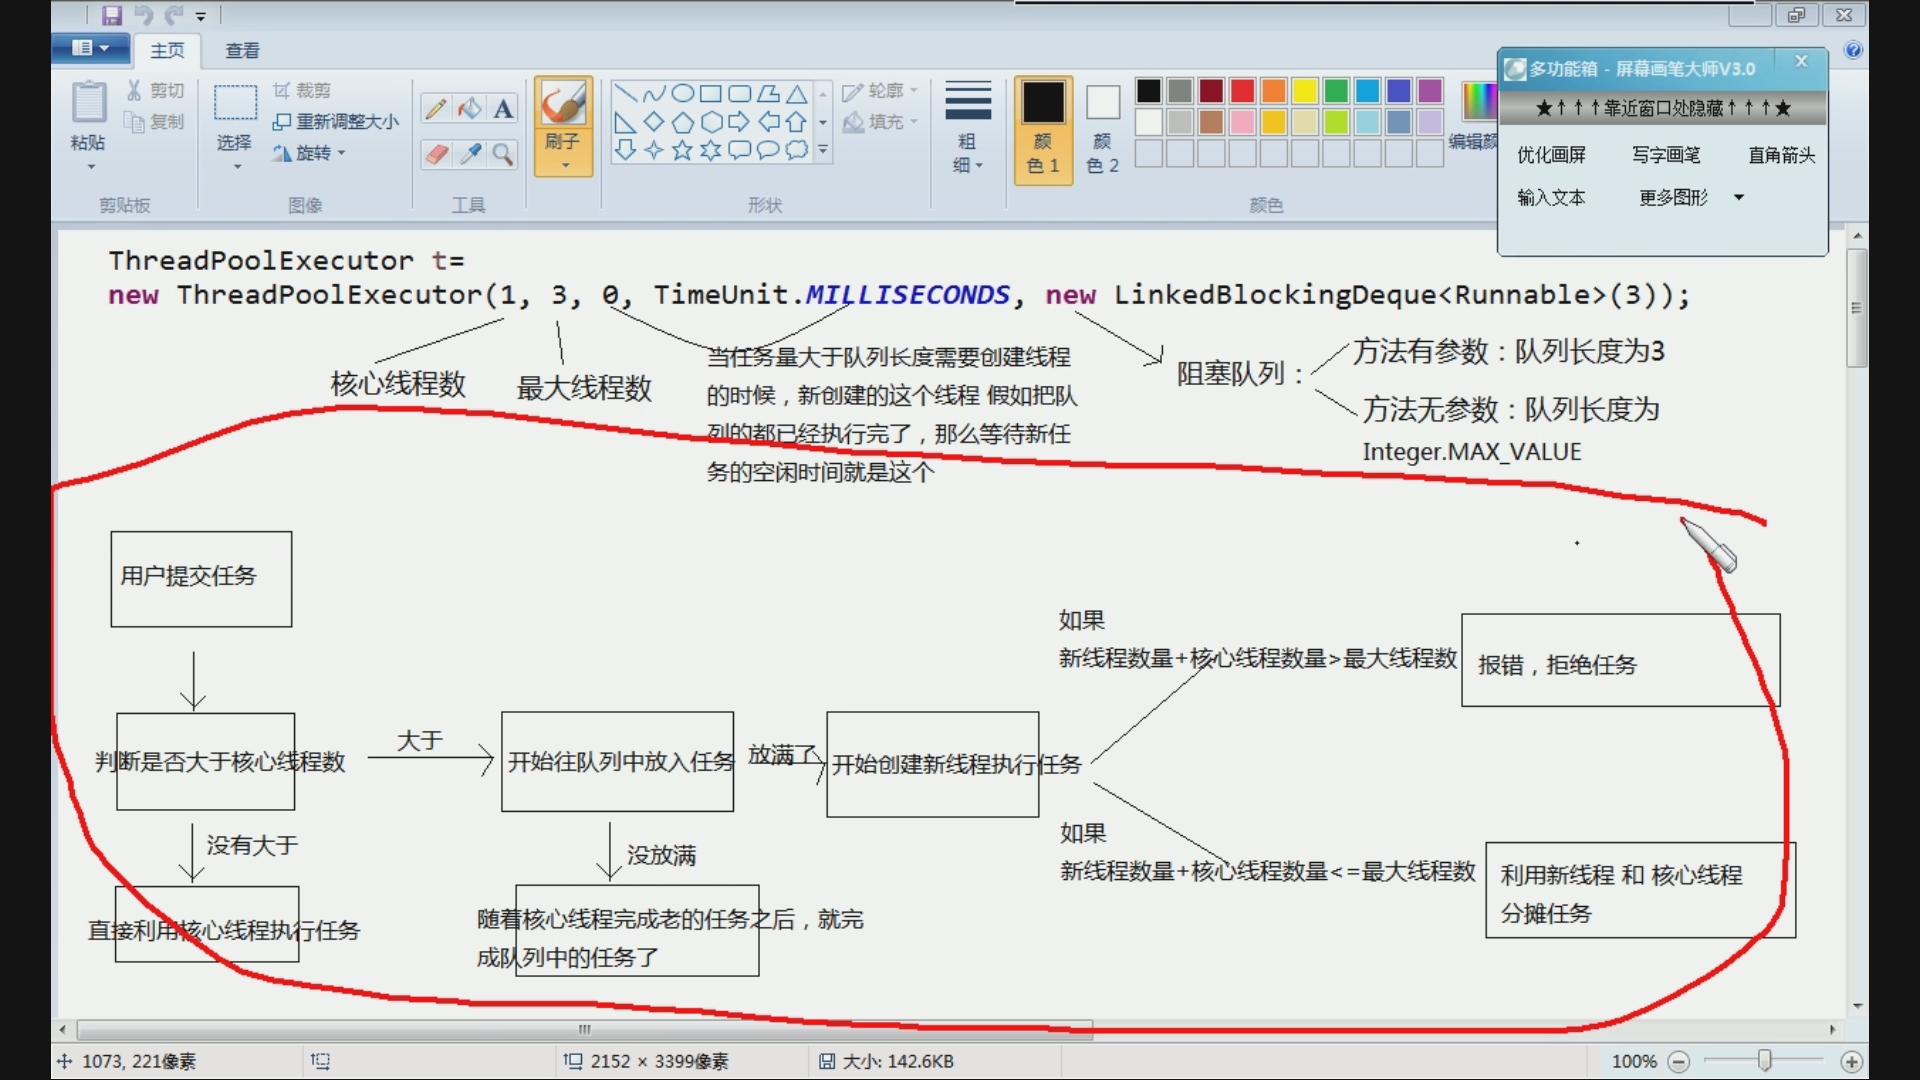 主页
查看
多功能箱 - 屏幕画笔大师V3.0
★↑↑↑靠近窗口处隐藏↑↑↑★
优化画屏 写字画笔 直角箭头
输入文本 更多图形
粘贴
剪切
复制
剪贴板
选择
裁剪
重新调整大小
旋转
图像
A
工具
刷子
轮廓
填充
形状
粗
细
颜
色 1
颜
色 2
颜色
编辑颜
ThreadPoolExecutor t=
new ThreadPoolExecutor(1, 3, 0, TimeUnit.MILLISECONDS, new LinkedBlockingDeque<Runnable>(3));
核心线程数
最大线程数
当任务量大于队列长度需要创建线程
的时候，新创建的这个线程 假如把队
列的都已经执行完了，那么等待新任
务的空闲时间就是这个
阻塞队列：
方法有参数：队列长度为3
方法无参数：队列长度为
Integer.MAX_VALUE
用户提交任务
判断是否大于核心线程数
大于
开始往队列中放入任务
放满了
开始创建新线程执行任务
没有大于
直接利用核心线程执行任务
没放满
随着核心线程完成老的任务之后，就完
成队列中的任务了
如果
新线程数量+核心线程数量>最大线程数
报错，拒绝任务
如果
新线程数量+核心线程数量<=最大线程数
利用新线程 和 核心线程
分摊任务
1073, 221像素
2152 × 3399像素
大小: 142.6KB
100%